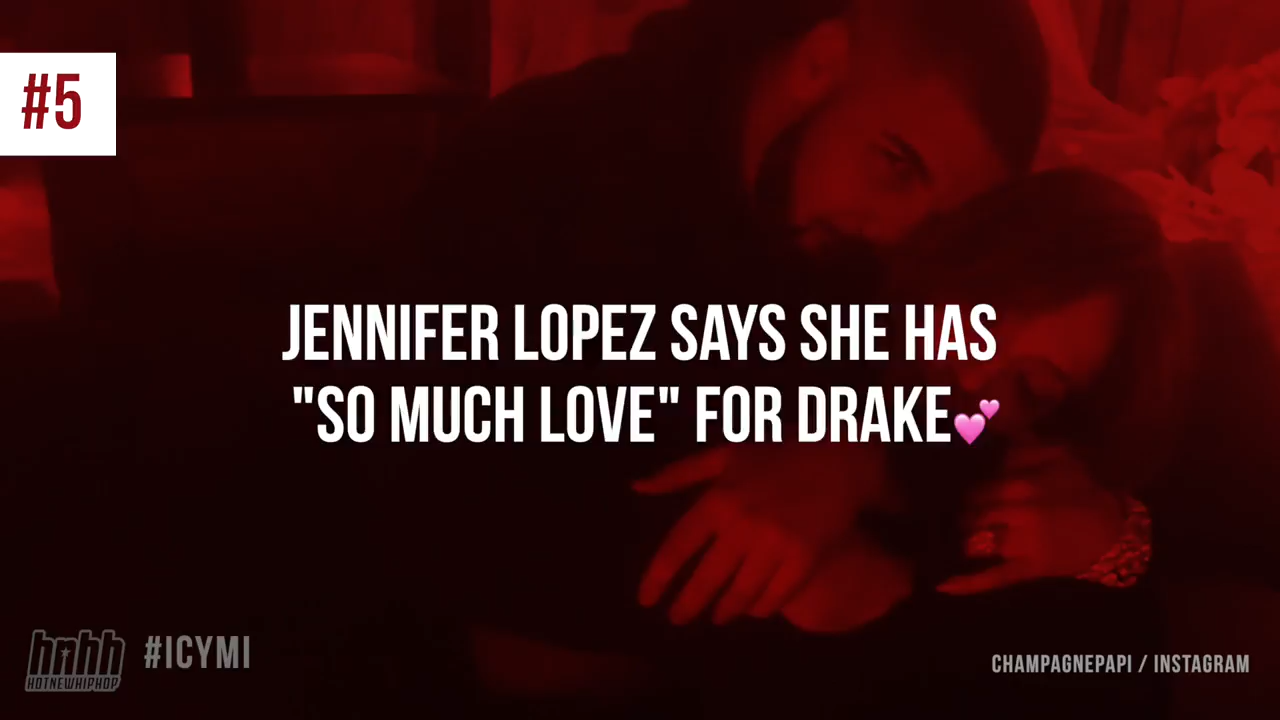 #5
JENNIFER LOPEZ SAYS SHE HAS
"SO MUCH LOVE" FOR DRAKE💕
hnhh
HOTNEWHIPHOP
#ICYMI
CHAMPAGNEPAPI / INSTAGRAM